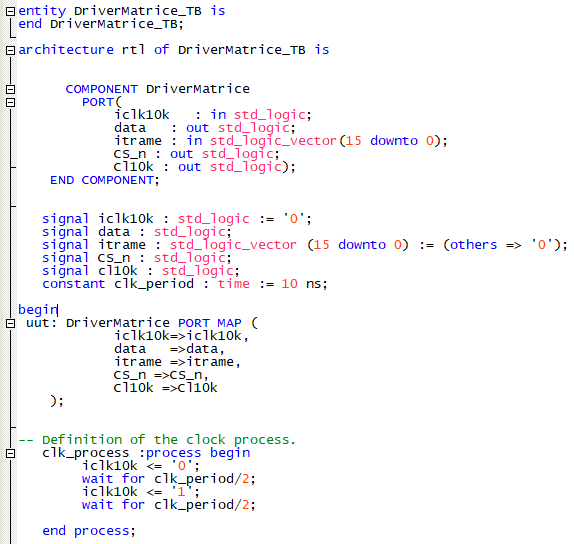 entity DriverMatrice_TB is
end DriverMatrice_TB;
architecture rtl of DriverMatrice_TB is
COMPONENT DriverMatrice
PORT(
iclk10k : in std_logic;
data : out std_logic;
itrame : in std_logic_vector(15 downto 0);
CS_n : out std_logic;
Cl10k : out std_logic);
END COMPONENT;
signal iclk10k : std_logic := '0';
signal data : std_logic;
signal itrame : std_logic_vector (15 downto 0) := (others => '0');
signal CS_n : std_logic;
signal cl10k : std_logic;
constant clk_period : time := 10 ns;
begin
uut: DriverMatrice PORT MAP (
iclk10k=>iclk10k,
data =>data,
itrame =>itrame,
CS_n =>CS_n,
Cl10k =>Cl10k
);
-- Definition of the clock process.
clk_process :process begin
iclk10k <= '0';
wait for clk_period/2;
iclk10k <= '1';
wait for clk_period/2;
end process;